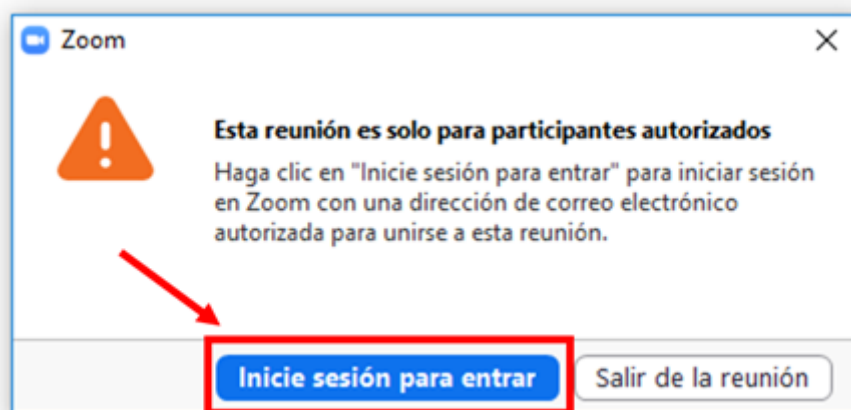 Zoom
Esta reunión es solo para participantes autorizados
Haga clic en "Inicie sesión para entrar" para iniciar sesión
en Zoom con una dirección de correo electrónico
autorizada para unirse a esta reunión.
Inicie sesión para entrar
Salir de la reunión